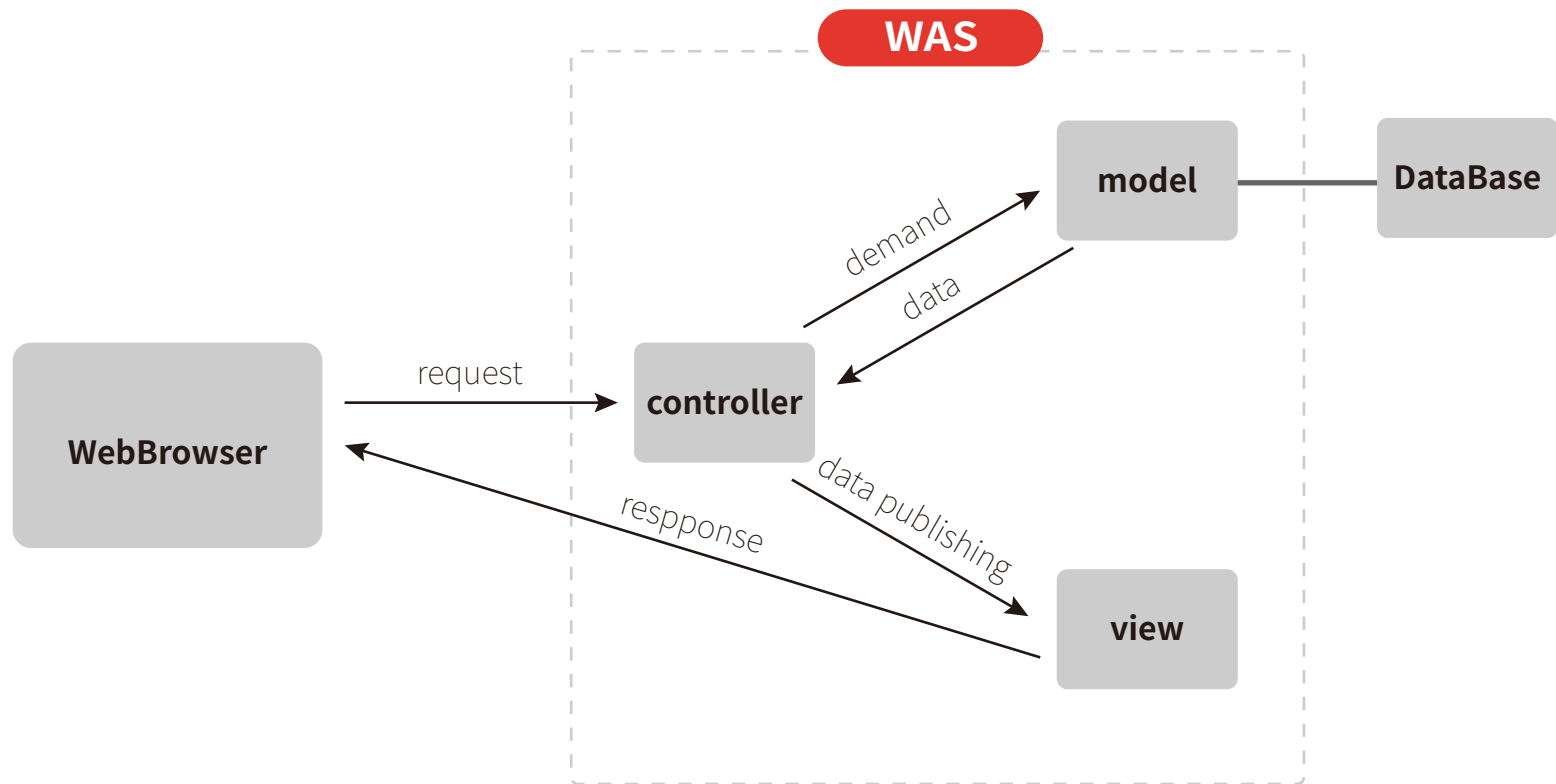 WAS
model
DataBase
demand
data
request
controller
WebBrowser
data publishing
respponse
view